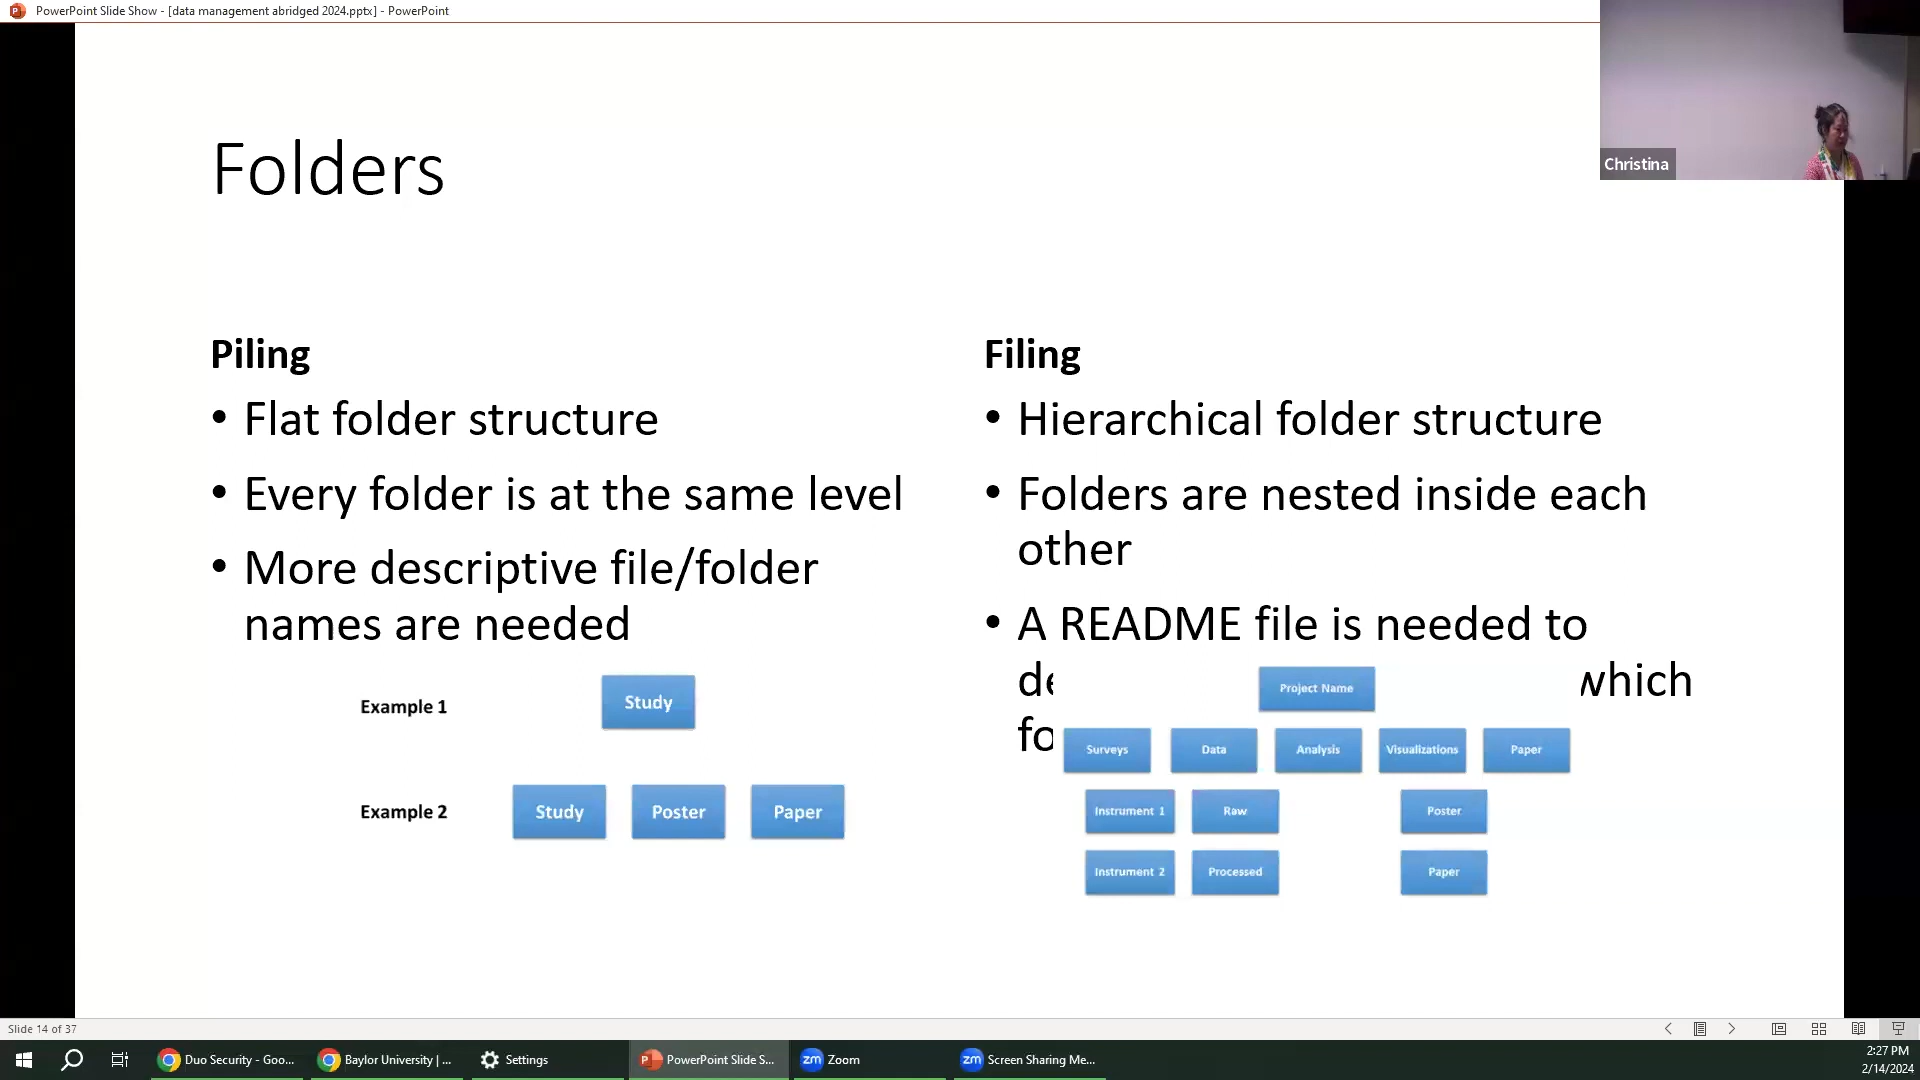 PowerPoint Slide Show - [data management abridged 2024.pptx] - PowerPoint
Christina
Folders
Piling
• Flat folder structure
• Every folder is at the same level
• More descriptive file/folder
names are needed
Example 1
Study
Example 2
Study Poster Paper
Filing
• Hierarchical folder structure
• Folders are nested inside each
other
• A README file is needed to
which
Project Name
Surveys Data Analysis Visualizations Paper
Instrument 1 Raw Poster
Instrument 2 Processed Paper
Slide 14 of 37
Duo Security - Goo... Baylor University | ... Settings PowerPoint Slide S... Zoom Screen Sharing Me...
2:27 PM
2/14/2024